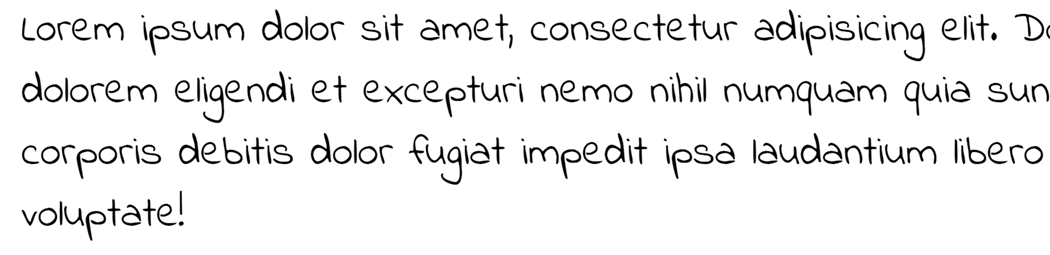 Lorem ipsum dolor sit amet, consectetur adipisicing elit.
dolorem eligendi et excepturi nemo nihil numquam quia
corporis debitis dolor fugiat impedit ipsa laudantium libero
voluptate!